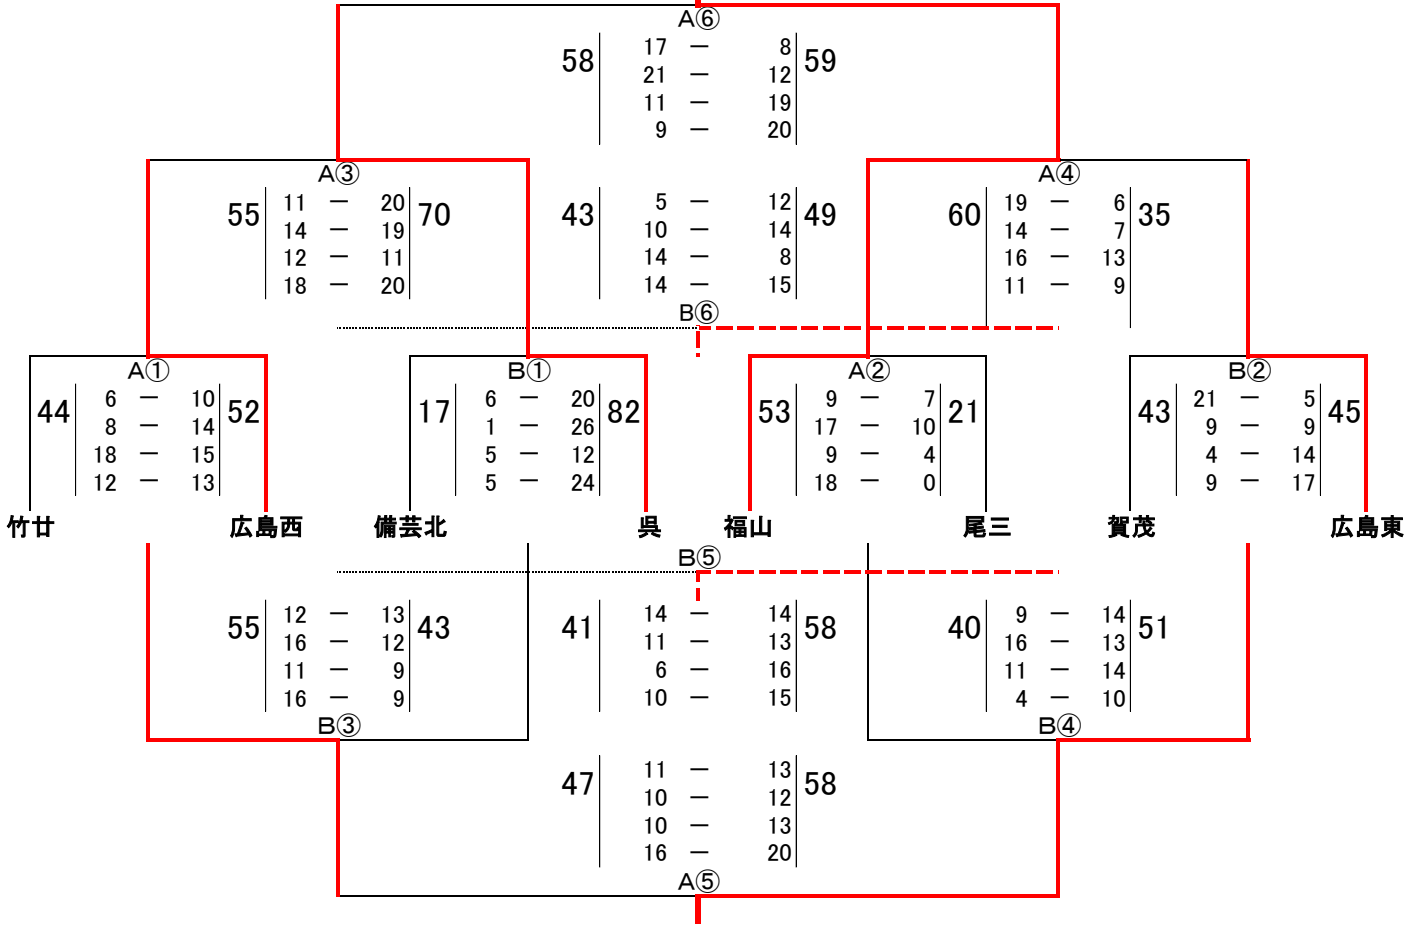 A⑥
58 17 ー 8 59
21 ー 12
11 ー 19
9 ー 20
A③
A④
55 11 ー 20 70
14 ー 19
12 ー 11
18 ー 20
43 5 ー 12 49
10 ー 14
14 ー 8
14 ー 15
60 19 ー 6 35
14 ー 7
16 ー 13
11 ー 9
B⑥
A①
B①
A②
B②
44 6 ー 10 52
8 ー 14
18 ー 15
12 ー 13
17 6 ー 20 82
1 ー 26
5 ー 12
5 ー 24
53 9 ー 7 21
17 ー 10
9 ー 4
18 ー 0
43 21 ー 5 45
9 ー 9
4 ー 14
9 ー 17
竹廿 広島西 備芸北 呉 福山 尾三 賀茂 広島東
B⑤
55 12 ー 13 43
16 ー 12
11 ー 9
16 ー 9
41 14 ー 14 58
11 ー 13
6 ー 16
10 ー 15
40 9 ー 14 51
16 ー 13
11 ー 14
4 ー 10
B③
B④
47 11 ー 13 58
10 ー 12
10 ー 13
16 ー 20
A⑤